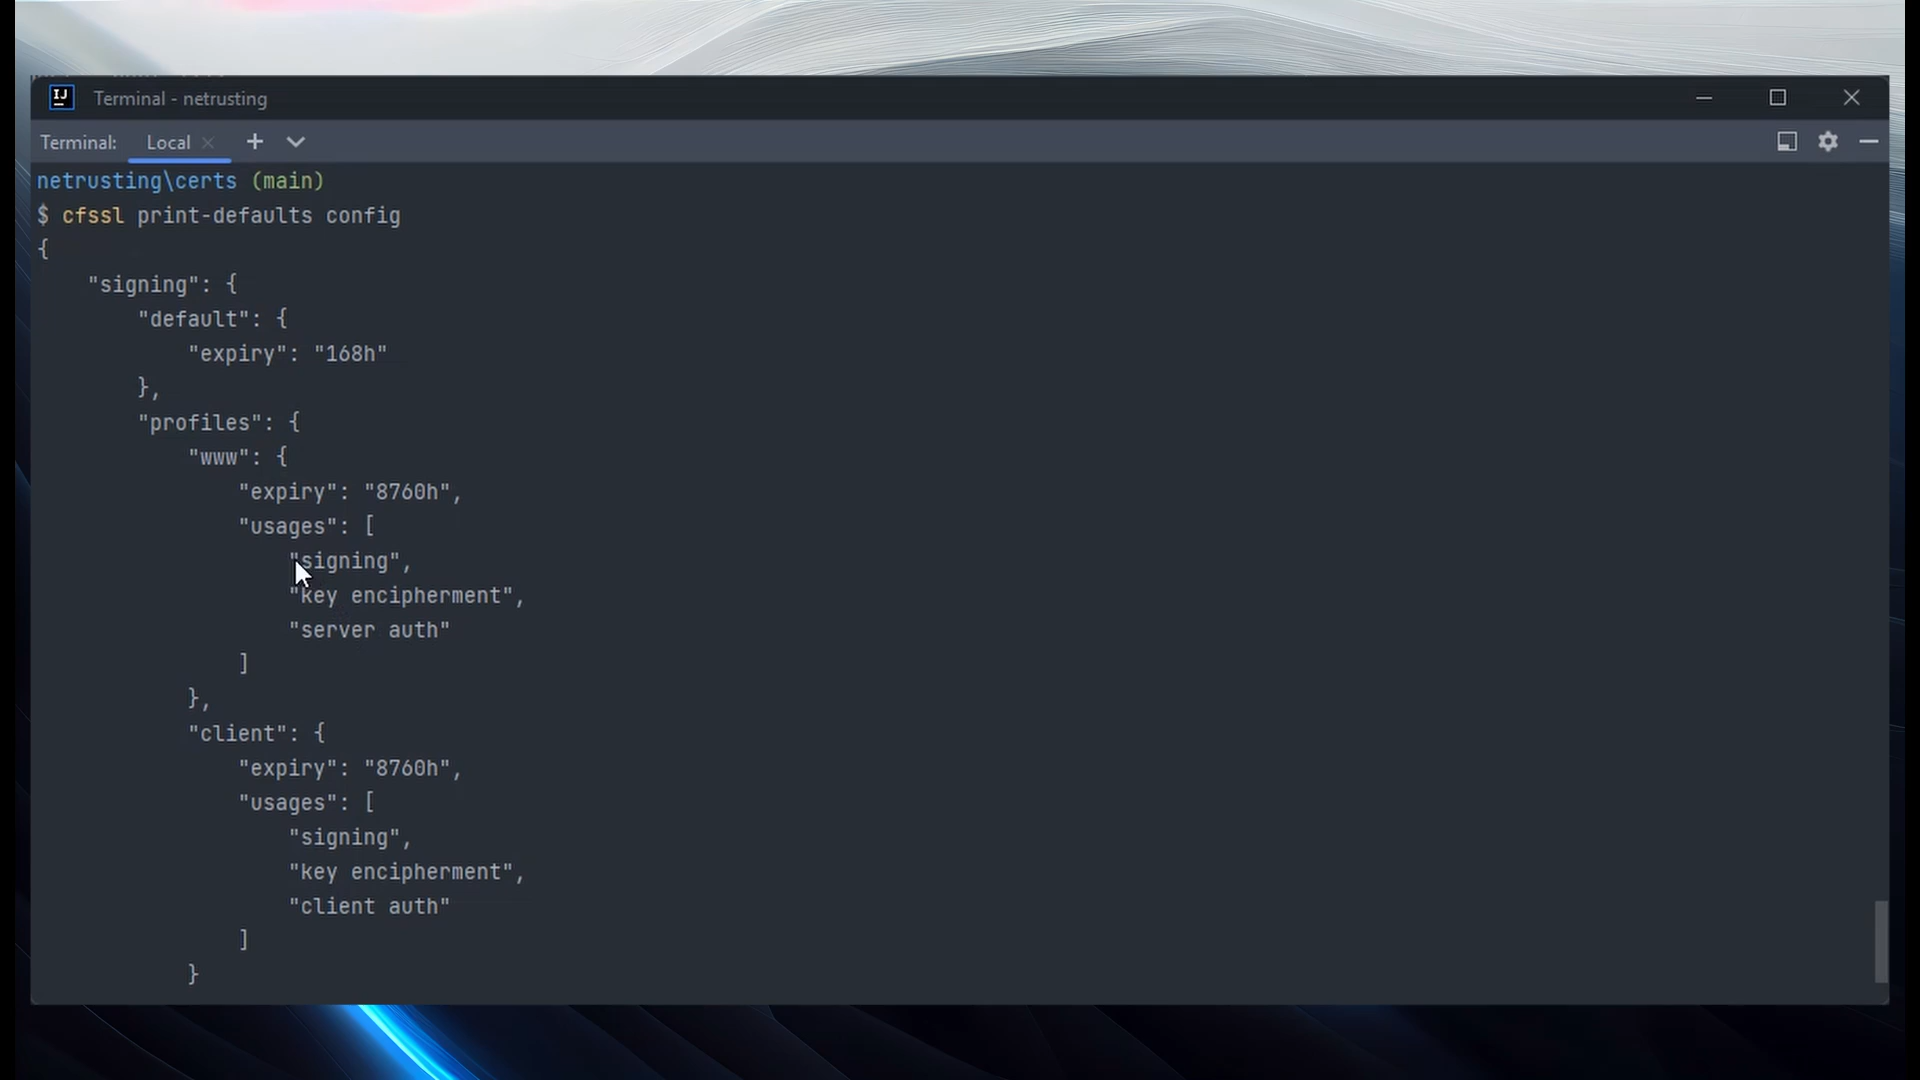 IJ
Terminal - netrusting
Terminal: Local
netrusting\certs (main)
$ cfssl print-defaults config
{
    "signing": {
        "default": {
            "expiry": "168h"
        },
        "profiles": {
            "www": {
                "expiry": "8760h",
                "usages": [
                    "signing",
                    "key encipherment",
                    "server auth"
                ]
            },
            "client": {
                "expiry": "8760h",
                "usages": [
                    "signing",
                    "key encipherment",
                    "client auth"
                ]
            }